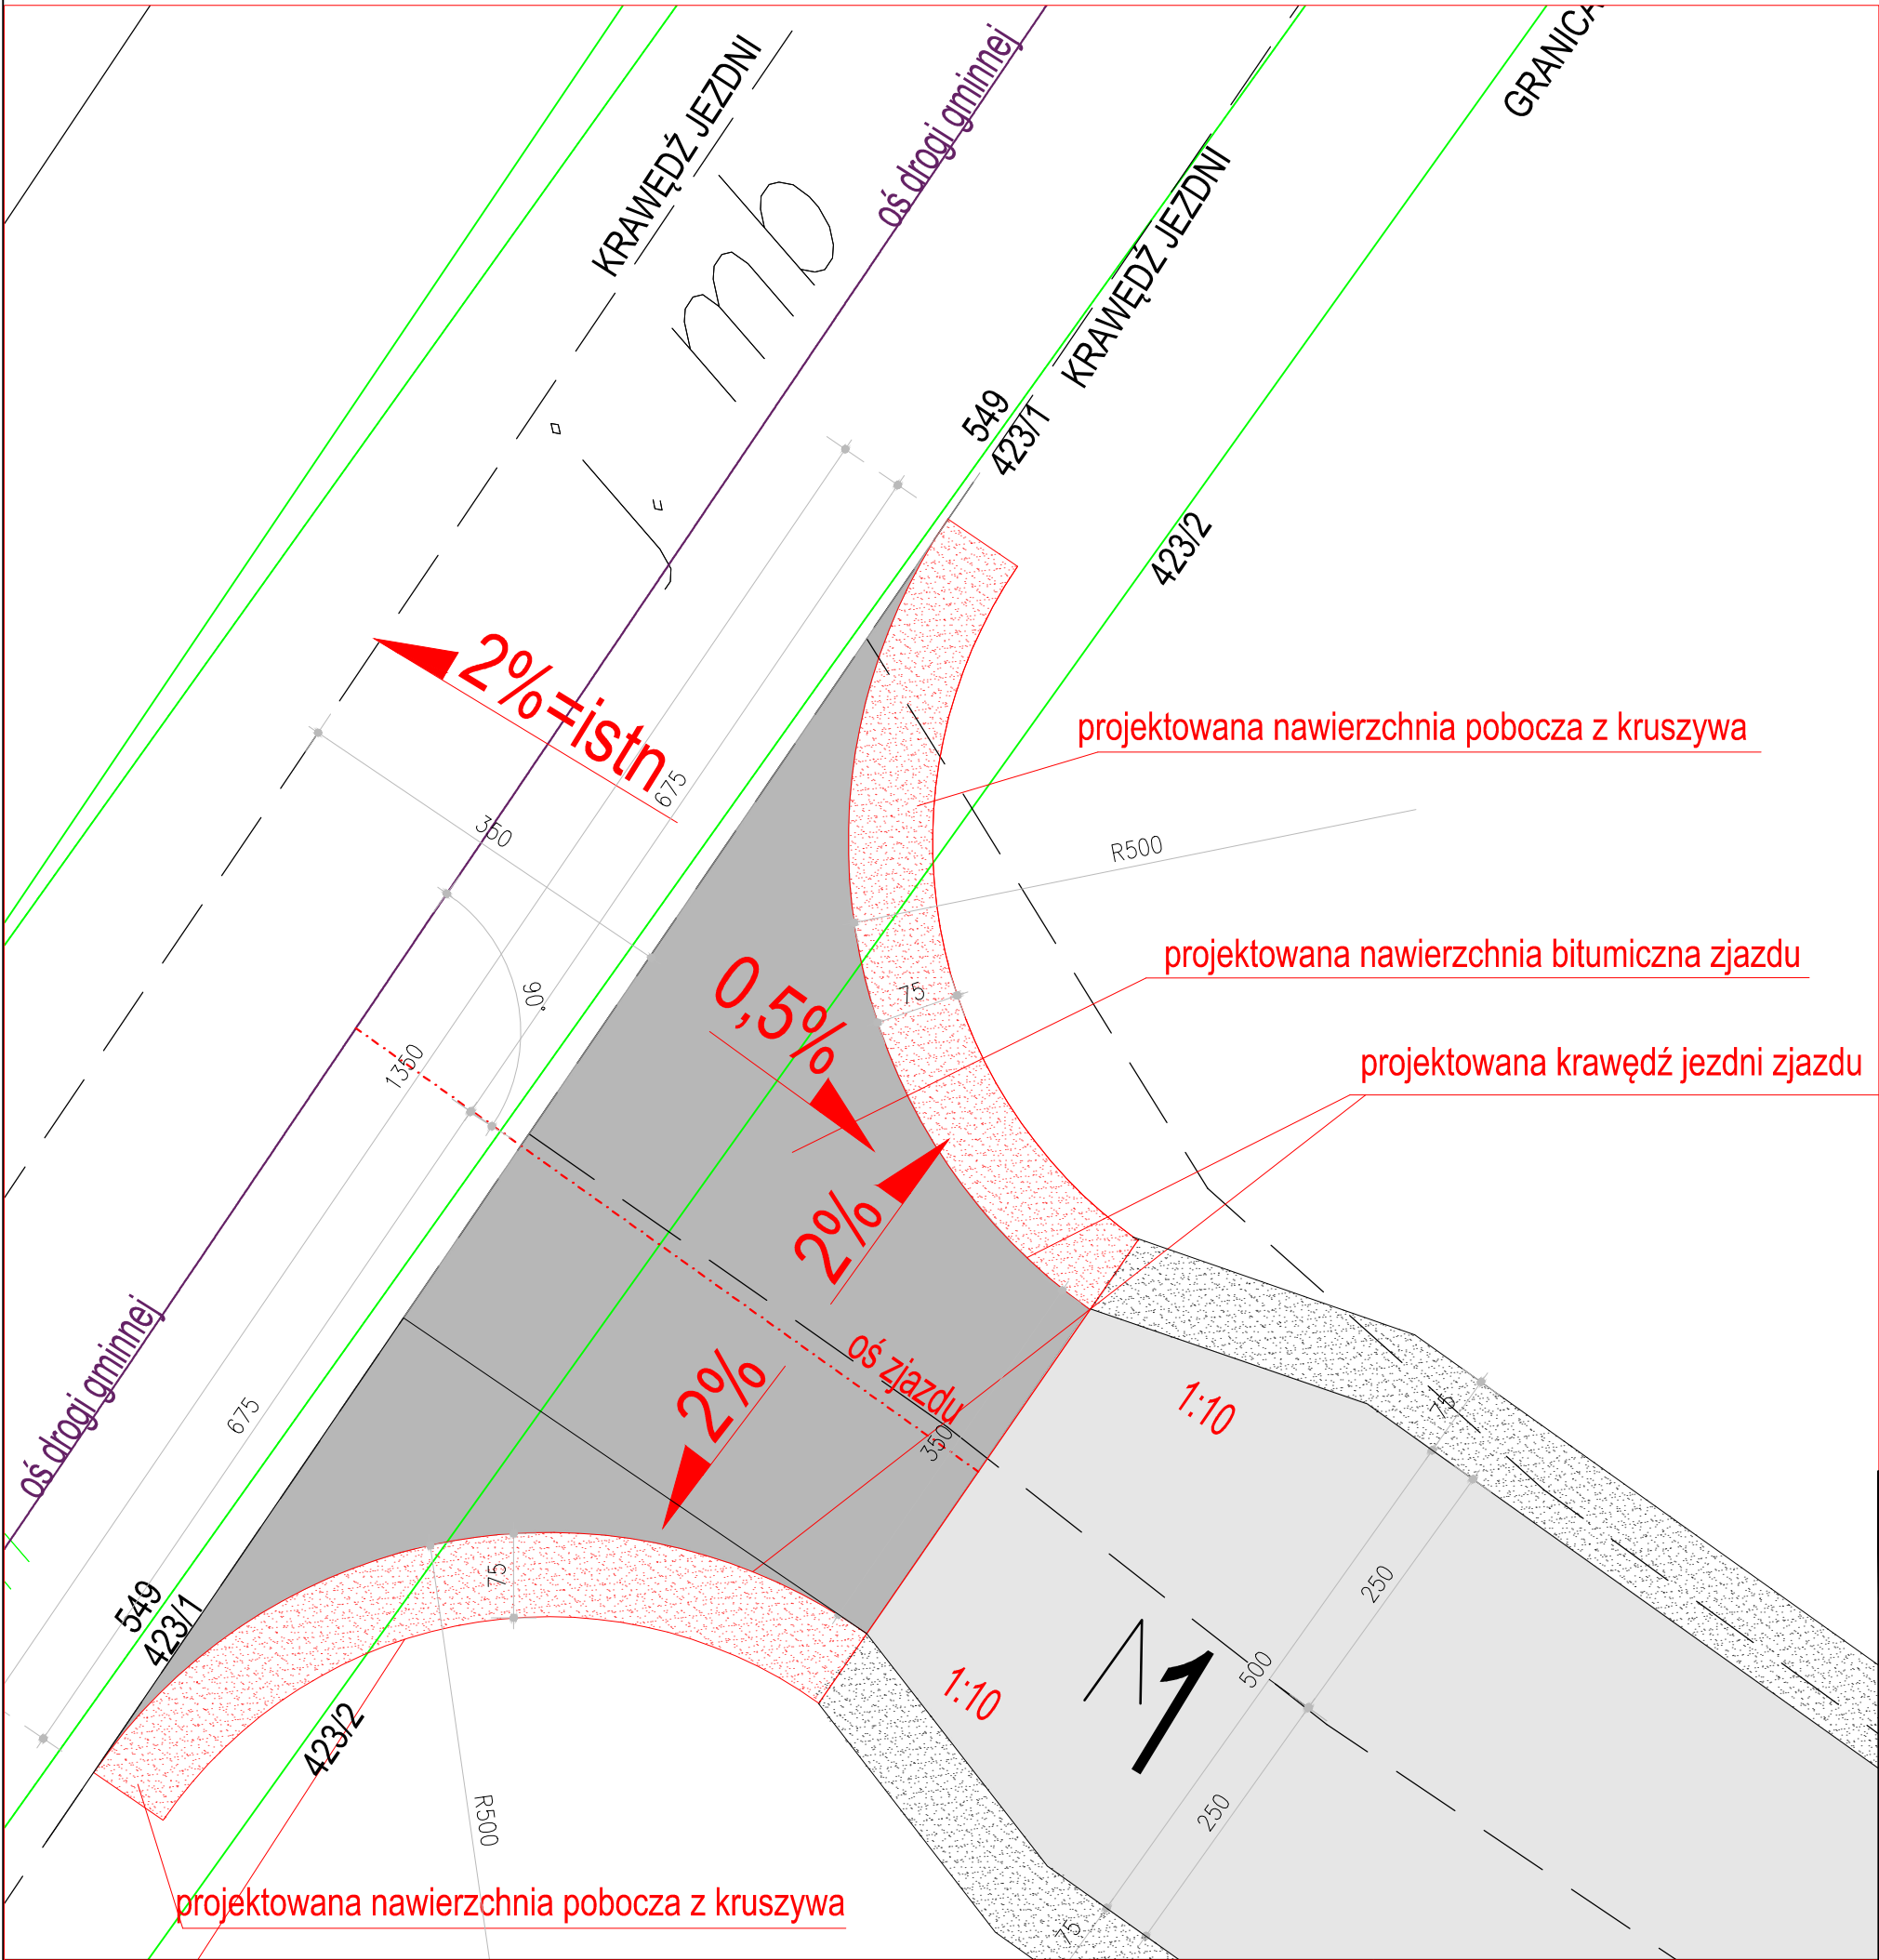 GRANICA
KRAWĘDŹ JEZDNI
oś drogi gminnej
mb
KRAWĘDŹ JEZDNI
549
423/1
423/2
2%=istn
675
350
projektowana nawierzchnia pobocza z kruszywa
R500
projektowana nawierzchnia bitumiczna zjazdu
0,5%
75
90°
1350
projektowana krawędź jezdni zjazdu
2%
oś drogi gminnej
2%
oś zjazdu
350
1:10
75
675
549
423/1
75
250
1:10
500
1
250
423/2
R500
projektowana nawierzchnia pobocza z kruszywa
75